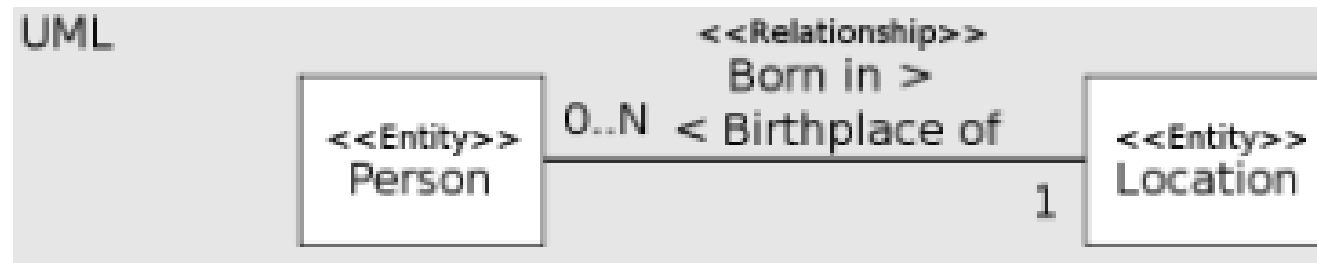 UML
<<Relationship>>
Born in >
0..N < Birthplace of
<<Entity>>
Person
<<Entity>>
Location
1